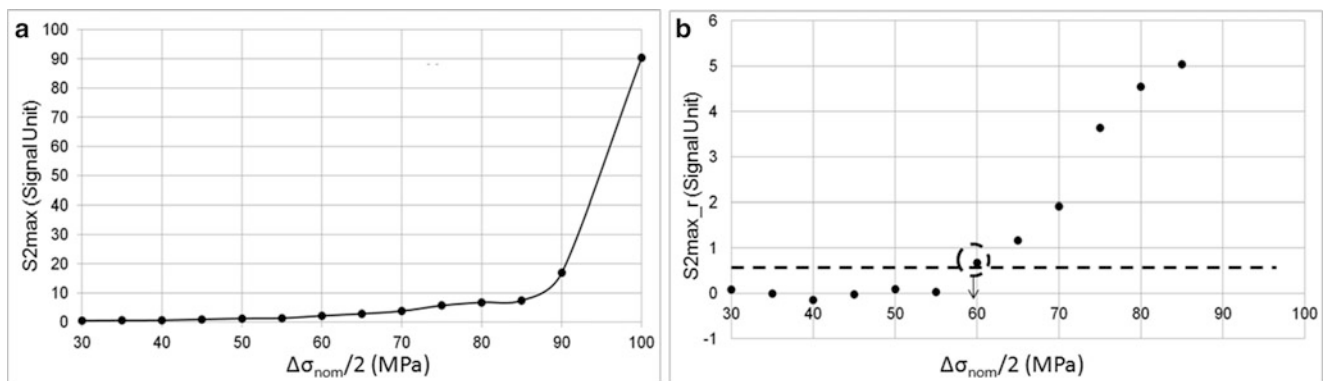 a
100
90
80
70
60
50
40
30
20
10
0
S2max (Signal Unit)
30 40 50 60 70 80 90 100
Δσnom/2 (MPa)
b
6
5
4
3
2
1
0
-1
S2max_r (Signal Unit)
30 40 50 60 70 80 90 100
Δσnom/2 (MPa)